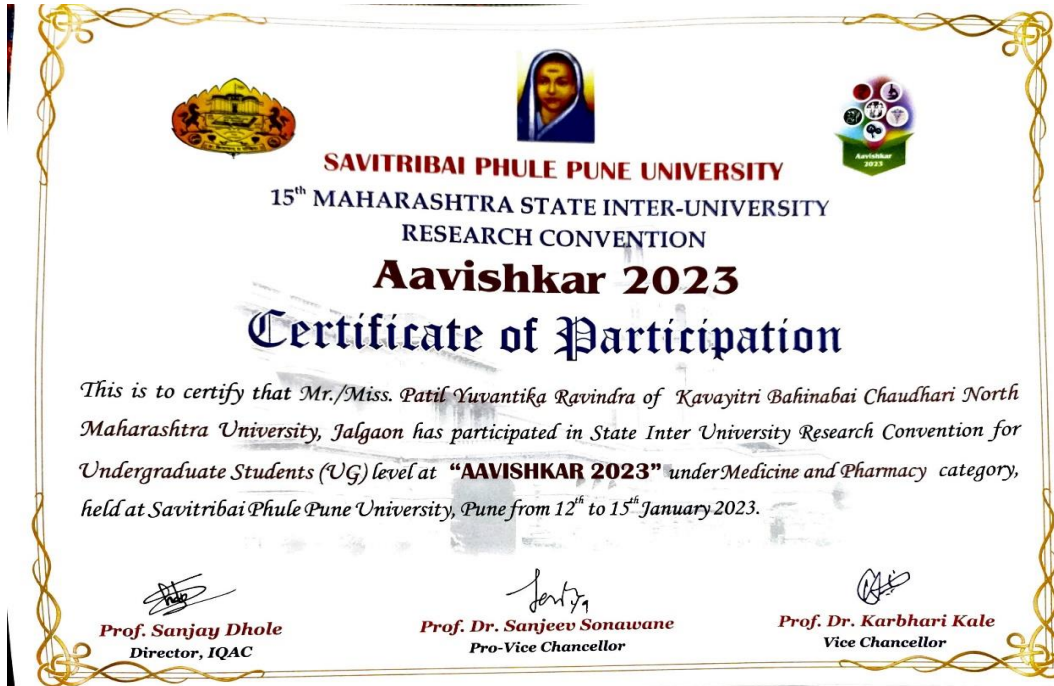 Aavishkar
2023
SAVITRIBAI PHULE PUNE UNIVERSITY
15th MAHARASHTRA STATE INTER-UNIVERSITY
RESEARCH CONVENTION
Aavishkar 2023
Certificate of Participation
This is to certify that Mr./Miss. Patil Yuvantika Ravindra of Kavayitri Bahinabai Chaudhari North
Maharashtra University, Jalgaon has participated in State Inter University Research Convention for
Undergraduate Students (UG) level at "AAVISHKAR 2023" under Medicine and Pharmacy category,
held at Savitribai Phule Pune University, Pune from 12th to 15th January 2023.
Prof. Sanjay Dhole
Director, IQAC
Prof. Dr. Sanjeev Sonawane
Pro-Vice Chancellor
Prof. Dr. Karbhari Kale
Vice Chancellor